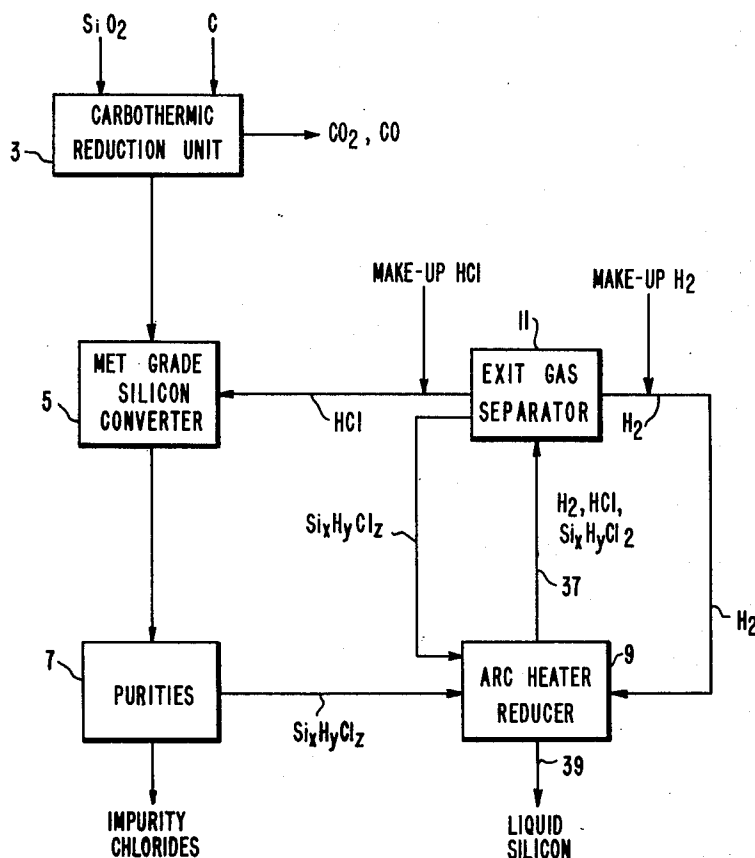 SiO2
C
CARBOTHERMIC
REDUCTION UNIT
3
CO2, CO
MAKE-UP HCl
MAKE-UP H2
11
MET GRADE
SILICON
CONVERTER
5
EXIT GAS
SEPARATOR
HCl
H2
SixHyClz
H2, HCl,
SixHyCl2
37
H2
7
PURITIES
9
ARC HEATER
REDUCER
SixHyClz
39
IMPURITY
CHLORIDES
LIQUID
SILICON